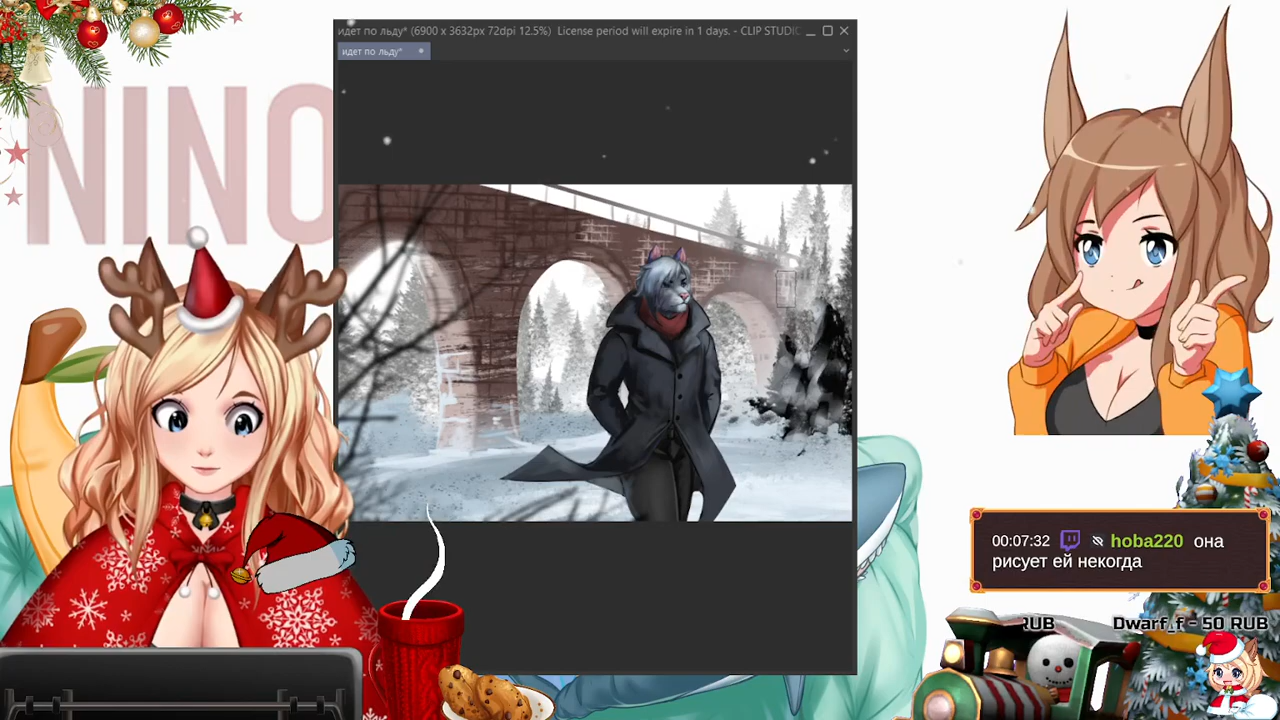 NINO
идет по льду* (6900 x 3632px 72dpi 12.5%) License period will expire in 1 days. - CLIP STUDIO
идет по льду*
00:07:32 hoba220 она
рисует ей некогда
RUB Dwarf_f - 50 RUB